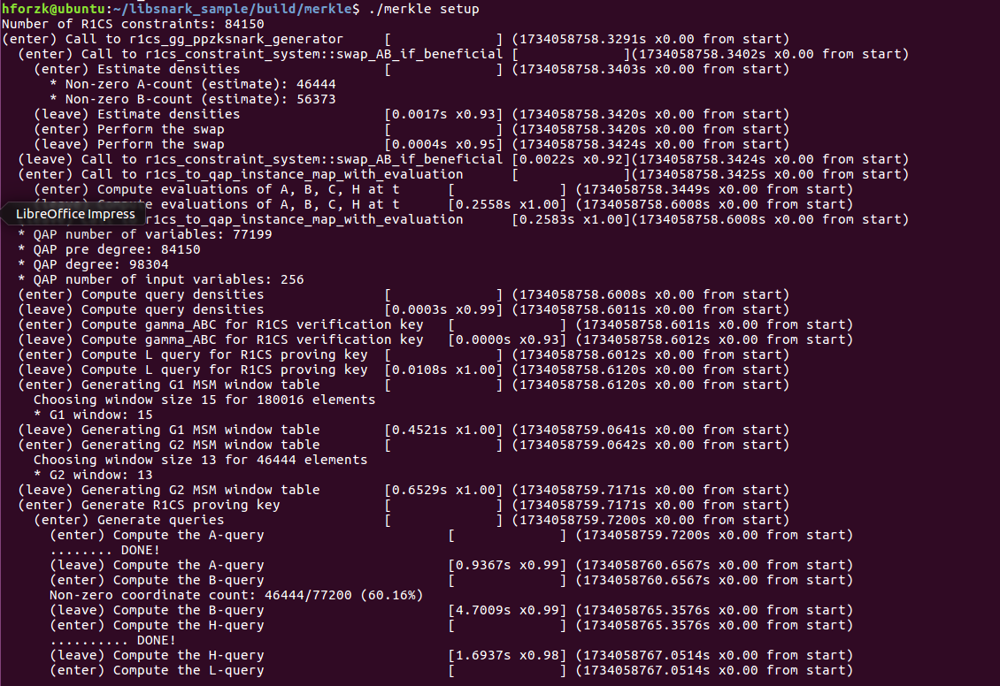 hforzk@ubuntu:~/libsnark_sample/build/merkle$ ./merkle setup
Number of R1CS constraints: 84150
(enter) Call to r1cs_gg_ppzksnark_generator     [             ] (1734058758.3291s x0.00 from start)
  (enter) Call to r1cs_constraint_system::swap_AB_if_beneficial [             ](1734058758.3402s x0.00 from start)
    (enter) Estimate densities                  [             ] (1734058758.3403s x0.00 from start)
      * Non-zero A-count (estimate): 46444
      * Non-zero B-count (estimate): 56373
    (leave) Estimate densities                  [0.0017s x0.93] (1734058758.3420s x0.00 from start)
    (enter) Perform the swap                    [             ] (1734058758.3420s x0.00 from start)
    (leave) Perform the swap                    [0.0004s x0.95] (1734058758.3424s x0.00 from start)
  (leave) Call to r1cs_constraint_system::swap_AB_if_beneficial [0.0022s x0.92](1734058758.3424s x0.00 from start)
  (enter) Call to r1cs_to_qap_instance_map_with_evaluation      [             ](1734058758.3425s x0.00 from start)
    (enter) Compute evaluations of A, B, C, H at t      [             ] (1734058758.3449s x0.00 from start)
evaluations of A, B, C, H at t      [0.2558s x1.00] (1734058758.6008s x0.00 from start)
LibreOffice Impress
r1cs_to_qap_instance_map_with_evaluation      [0.2583s x1.00](1734058758.6008s x0.00 from start)
  * QAP number of variables: 77199
  * QAP pre degree: 84150
  * QAP degree: 98304
  * QAP number of input variables: 256
  (enter) Compute query densities               [             ] (1734058758.6008s x0.00 from start)
  (leave) Compute query densities               [0.0003s x0.99] (1734058758.6011s x0.00 from start)
  (enter) Compute gamma_ABC for R1CS verification key   [             ] (1734058758.6011s x0.00 from start)
  (leave) Compute gamma_ABC for R1CS verification key   [0.0000s x0.93] (1734058758.6012s x0.00 from start)
  (enter) Compute L query for R1CS proving key  [             ] (1734058758.6012s x0.00 from start)
  (leave) Compute L query for R1CS proving key  [0.0108s x1.00] (1734058758.6120s x0.00 from start)
  (enter) Generating G1 MSM window table        [             ] (1734058758.6120s x0.00 from start)
    Choosing window size 15 for 180016 elements
    * G1 window: 15
  (leave) Generating G1 MSM window table        [0.4521s x1.00] (1734058759.0641s x0.00 from start)
  (enter) Generating G2 MSM window table        [             ] (1734058759.0642s x0.00 from start)
    Choosing window size 13 for 46444 elements
    * G2 window: 13
  (leave) Generating G2 MSM window table        [0.6529s x1.00] (1734058759.7171s x0.00 from start)
  (enter) Generate R1CS proving key             [             ] (1734058759.7171s x0.00 from start)
    (enter) Generate queries                    [             ] (1734058759.7200s x0.00 from start)
      (enter) Compute the A-query                       [             ] (1734058759.7200s x0.00 from start)
      ........ DONE!
      (leave) Compute the A-query                       [0.9367s x0.99] (1734058760.6567s x0.00 from start)
      (enter) Compute the B-query                       [             ] (1734058760.6567s x0.00 from start)
      Non-zero coordinate count: 46444/77200 (60.16%)
      (leave) Compute the B-query                       [4.7009s x0.99] (1734058765.3576s x0.00 from start)
      (enter) Compute the H-query                       [             ] (1734058765.3576s x0.00 from start)
      .......... DONE!
      (leave) Compute the H-query                       [1.6937s x0.98] (1734058767.0514s x0.00 from start)
      (enter) Compute the L-query                       [             ] (1734058767.0514s x0.00 from start)